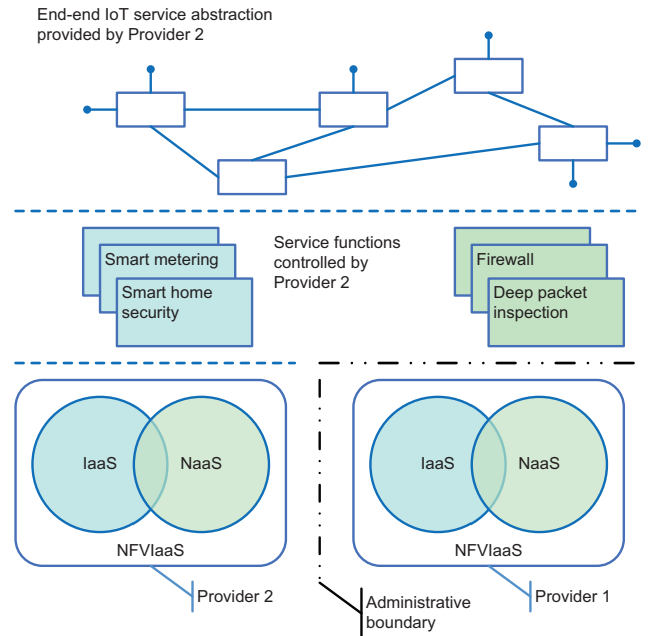 End-end IoT service abstraction
provided by Provider 2
Smart metering
Smart home
security
Service functions
controlled by
Provider 2
Firewall
Deep packet
inspection
IaaS
NaaS
NFVIaaS
Provider 2
IaaS
NaaS
NFVIaaS
Provider 1
Administrative
boundary